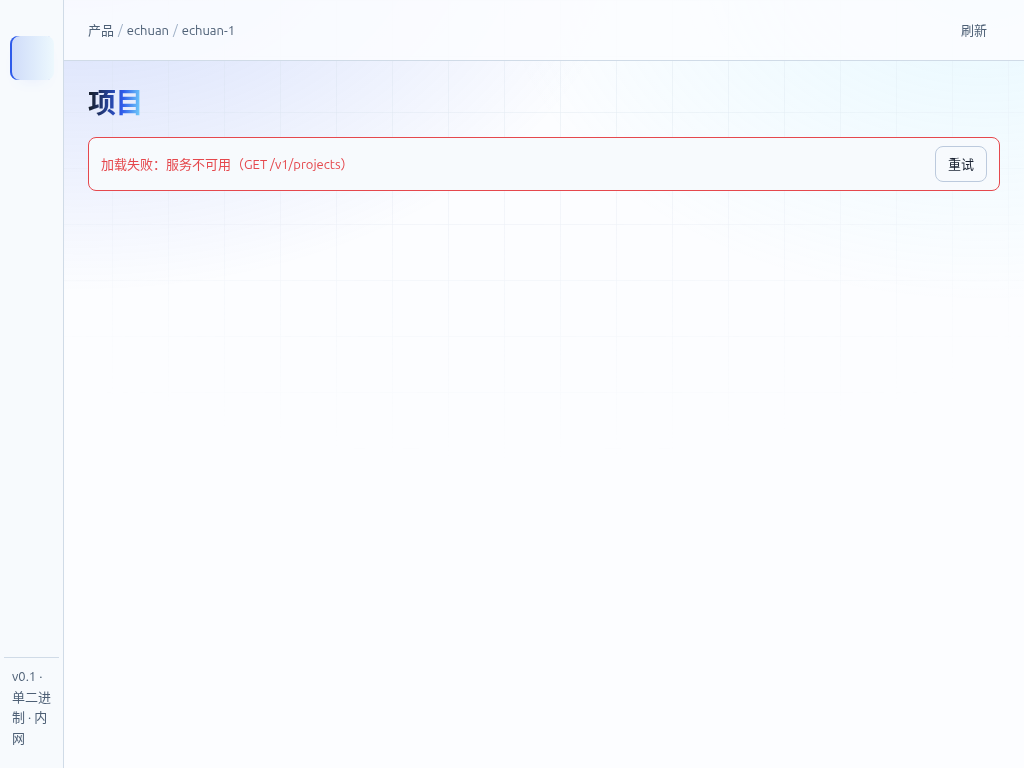 产品 / echuan / echuan-1
刷新
项目
加载失败：服务不可用（GET /v1/projects）
重试
v0.1 ·
单二进
制 · 内
网